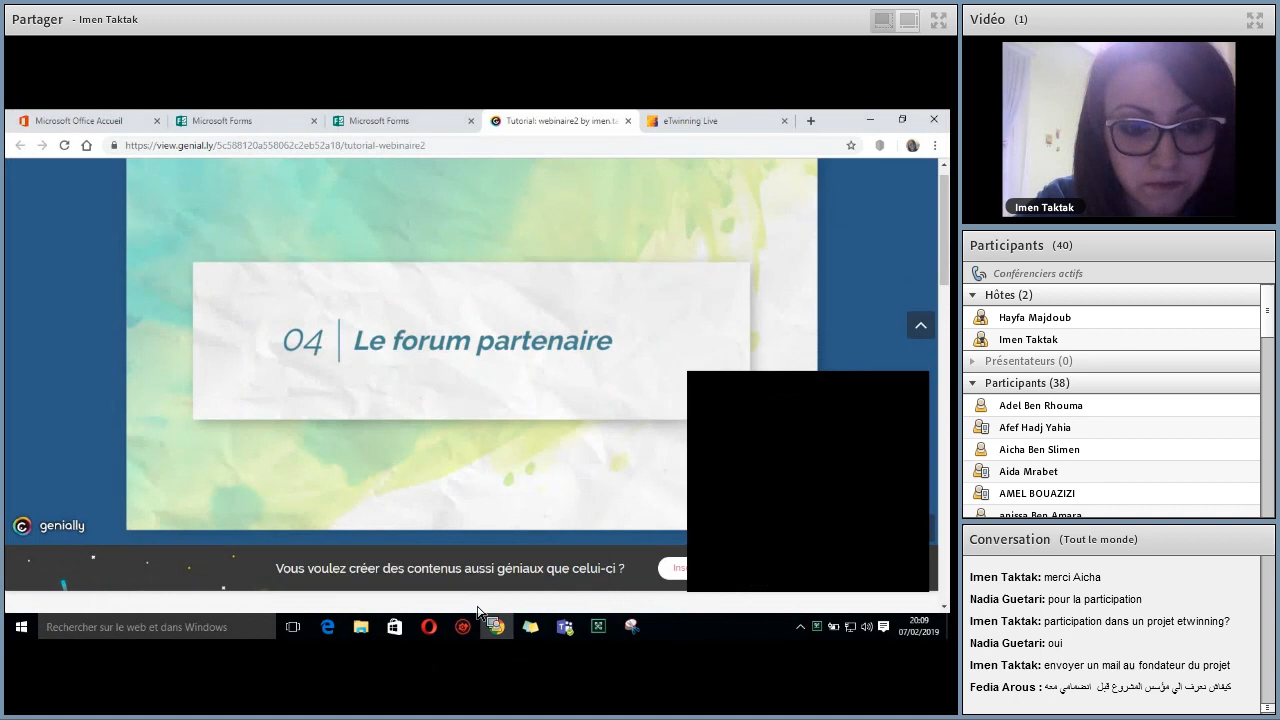 Partager - Imen Taktak
Microsoft Office Accueil
Microsoft Forms
Microsoft Forms
Tutorial: webinaire2 by imen.ta
eTwinning Live
https://view.genial.ly/5c588120a558062c2eb52a18/tutorial-webinaire2
04 Le forum partenaire
genially
Vous voulez créer des contenus aussi géniaux que celui-ci ?
Rechercher sur le web et dans Windows
20:09
07/02/2019
Vidéo (1)
Imen Taktak
Participants (40)
Conférenciers actifs
Hôtes (2)
Hayfa Majdoub
Imen Taktak
Présentateurs (0)
Participants (38)
Adel Ben Rhouma
Afef Hadj Yahia
Aicha Ben Slimen
Aida Mrabet
AMEL BOUAZIZI
anissa Ben Amara
Conversation (Tout le monde)
Imen Taktak: merci Aicha
Nadia Guetari: pour la participation
Imen Taktak: participation dans un projet etwinning?
Nadia Guetari: oui
Imen Taktak: envoyer un mail au fondateur du projet
Fedia Arous : كيفاش نعرف الي مؤسس المشروع قبل انضمامي معه